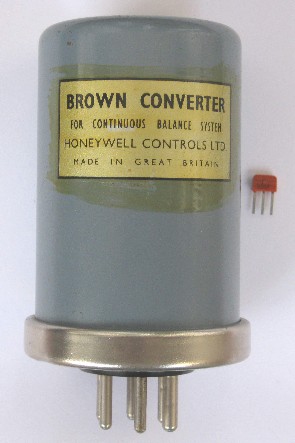 BROWN CONVERTER
FOR CONTINUOUS BALANCE SYSTEM
HONEYWELL CONTROLS LTD
MADE IN GREAT BRITAIN